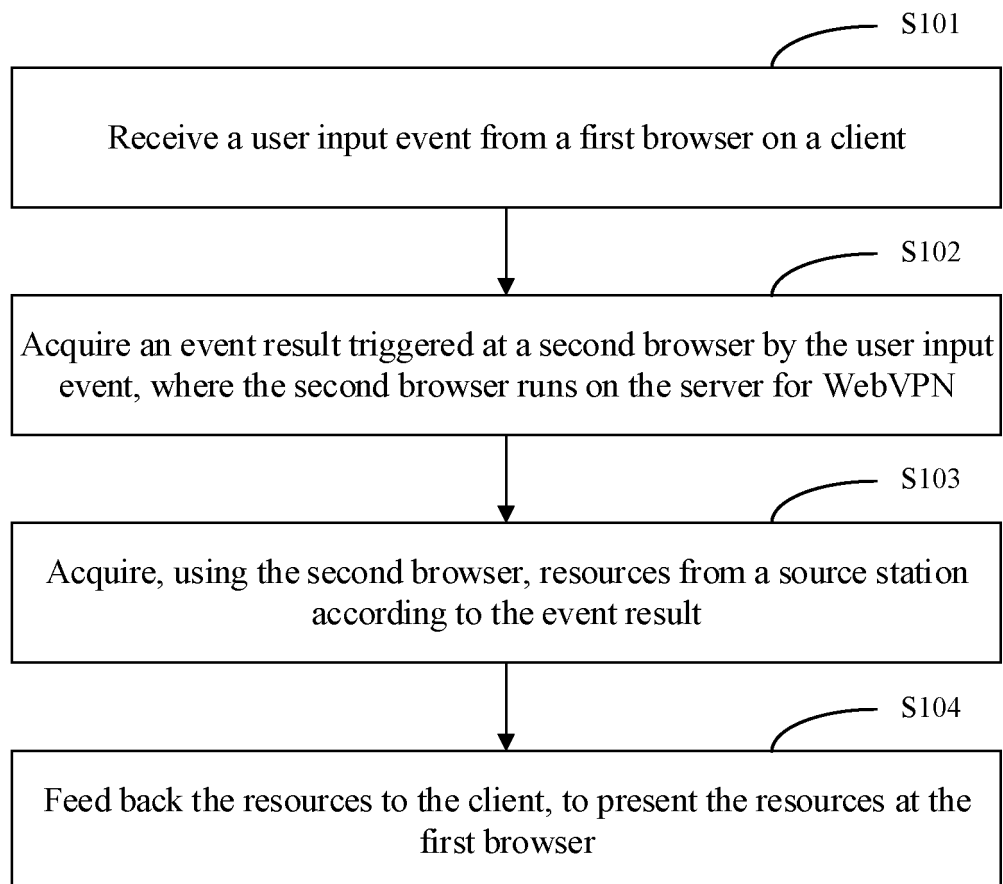 S101
Receive a user input event from a first browser on a client
S102
Acquire an event result triggered at a second browser by the user input
event, where the second browser runs on the server for WebVPN
S103
Acquire, using the second browser, resources from a source station
according to the event result
S104
Feed back the resources to the client, to present the resources at the
first browser